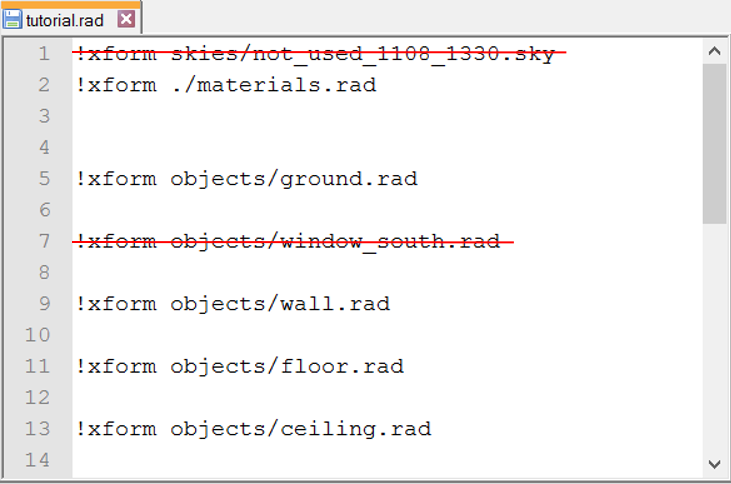 tutorial.rad
1 !xform skies/not_used_1108_1330.sky
2 !xform ./materials.rad
3
4
5 !xform objects/ground.rad
6
7 !xform objects/window_south.rad
8
9 !xform objects/wall.rad
10
11 !xform objects/floor.rad
12
13 !xform objects/ceiling.rad
14